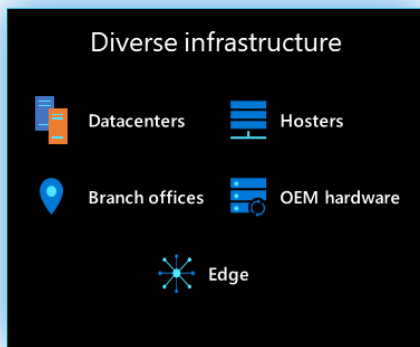 Diverse infrastructure
Datacenters
Hosters
Branch offices
OEM hardware
Edge